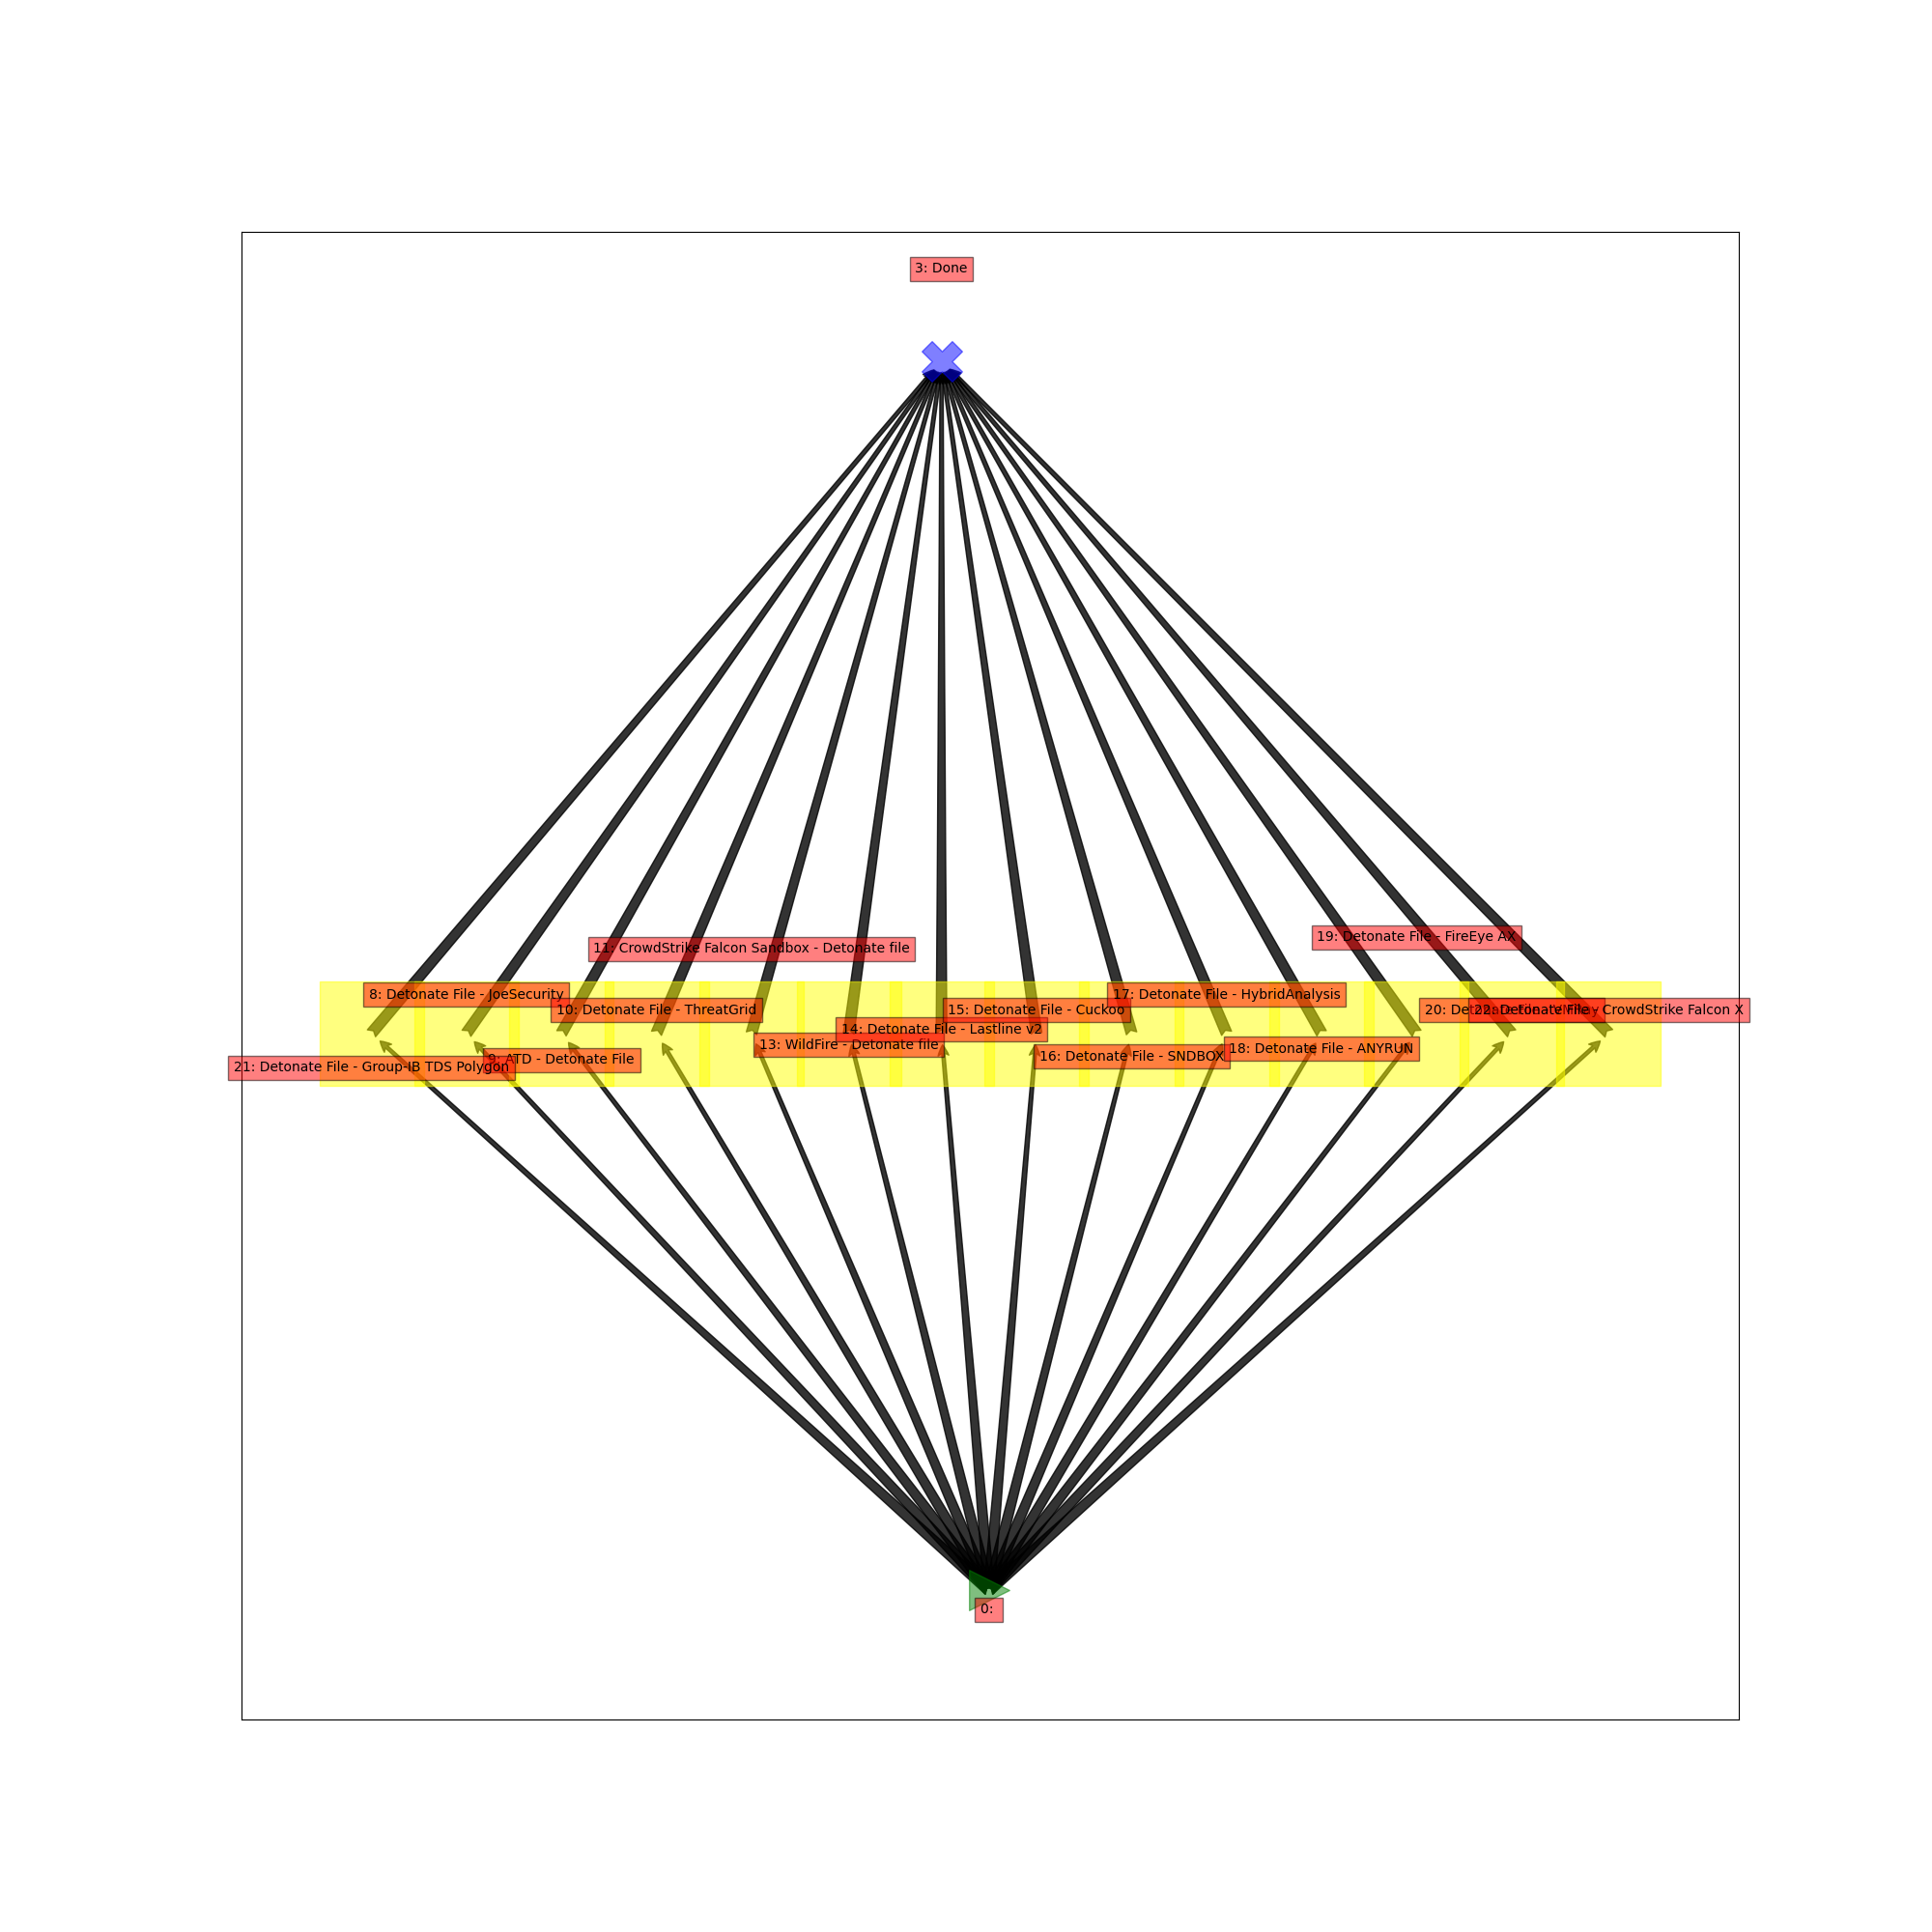 3: Done
19: Detonate File - FireEye AX
11: CrowdStrike Falcon Sandbox - Detonate file
8: Detonate File - JoeSecurity
17: Detonate File - HybridAnalysis
10: Detonate File - ThreatGrid
15: Detonate File - Cuckoo
20:
22: Detonate File - CrowdStrike Falcon X
14: Detonate File - Lastline v2
13: WildFire - Detonate file
18: Detonate File - ANYRUN
16: Detonate File - SNDBOX
9: ATD - Detonate File
21: Detonate File - Group-IB TDS Polygon
0: